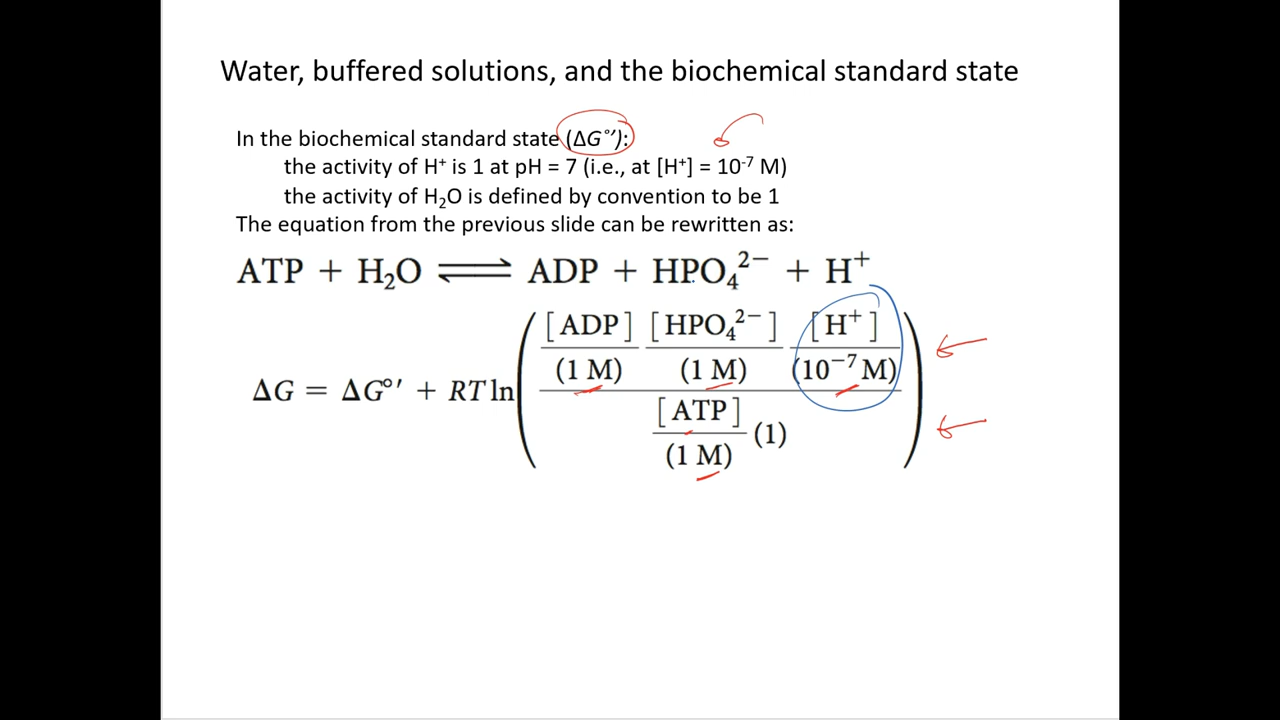 Water, buffered solutions, and the biochemical standard state
In the biochemical standard state (ΔG°′):
the activity of H⁺ is 1 at pH = 7 (i.e., at [H⁺] = 10⁻⁷ M)
the activity of H₂O is defined by convention to be 1
The equation from the previous slide can be rewritten as:
ATP + H₂O ⇌ ADP + HPO₄²⁻ + H⁺
[ADP] [HPO₄²⁻] [H⁺]
(1 M) (1 M) (10⁻⁷ M)
ΔG = ΔG°′ + RT ln
[ATP]
(1)
(1 M)